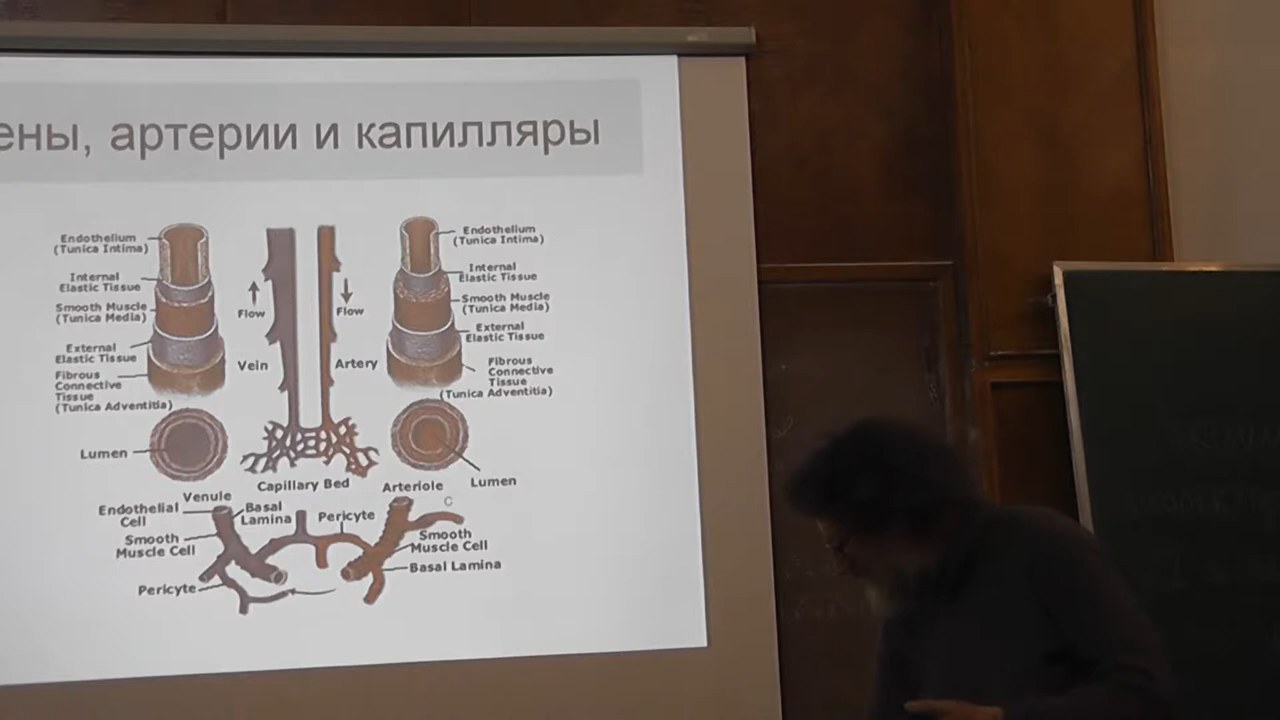 ены, артерии и капилляры
Endothelium
(Tunica Intima)
Internal
Elastic Tissue
Smooth Muscle
(Tunica Media)
External
Elastic Tissue
Fibrous
Connective
Tissue
(Tunica Adventitia)
Lumen
Flow
Vein
Flow
Artery
Capillary Bed
Endothelium
(Tunica Intima)
Internal
Elastic Tissue
Smooth Muscle
(Tunica Media)
External
Elastic Tissue
Fibrous
Connective
Tissue
(Tunica Adventitia)
Lumen
Venule
Arteriole
Endothelial
Cell
Basal
Lamina
Pericyte
C
Smooth
Muscle Cell
Smooth
Muscle Cell
Pericyte
Basal Lamina